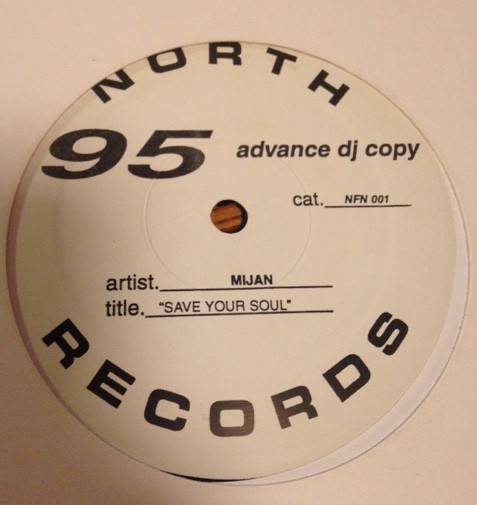 NORTH
95 advance dj copy
cat. NFN 001
artist. MIJAN
title. "SAVE YOUR SOUL"
RECORDS